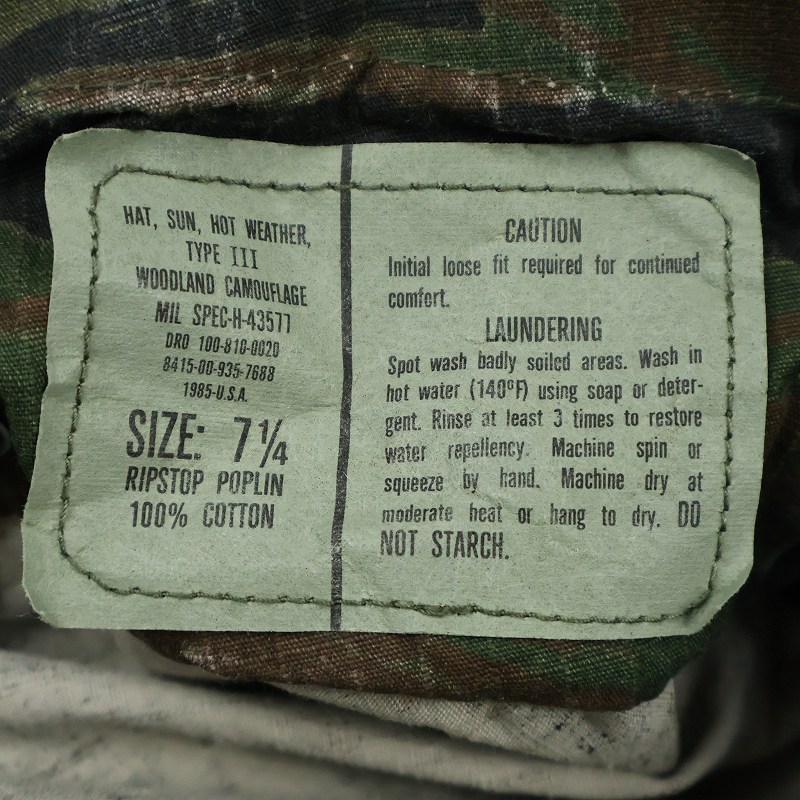 HAT, SUN, HOT WEATHER,
TYPE III
WOODLAND CAMOUFLAGE
MIL SPEC-H-43577
DRO 100-810-0020
8415-00-935-7688
1985-U.S.A.
SIZE: 7¼
RIPSTOP POPLIN
100% COTTON
CAUTION
Initial loose fit required for continued
comfort.
LAUNDERING
Spot wash badly soiled areas. Wash in
hot water (140ºF) using soap or deter-
gent. Rinse at least 3 times to restore
water repellency. Machine spin or
squeeze by hand. Machine dry at
moderate heat or hang to dry. DO
NOT STARCH.